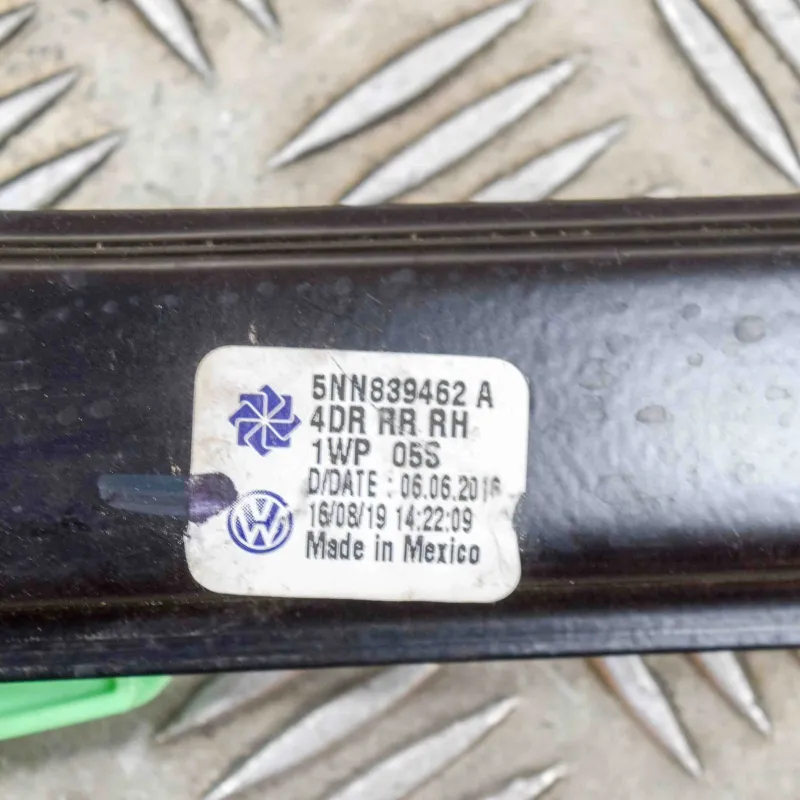 5NN839462 A
4DR RR RH
1WP 05S
D/DATE : 06.06.2016
16/08/19 14:22:09
Made in Mexico